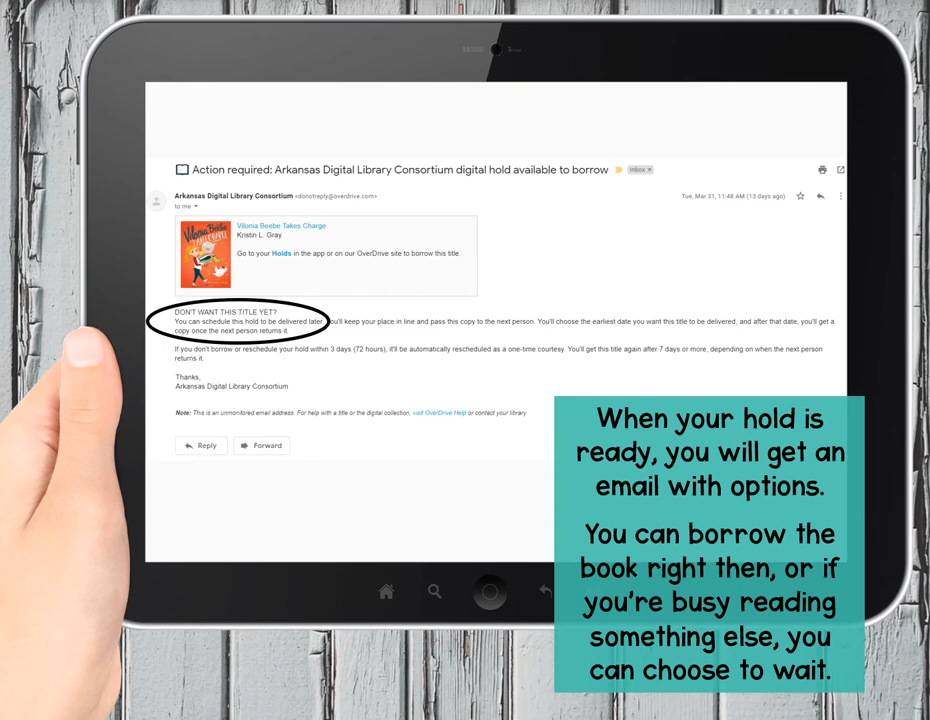 Action required: Arkansas Digital Library Consortium digital hold available to borrow Inbox x
Arkansas Digital Library Consortium <donotreply@overdrive.com> Tue, Mar 31, 11:48 AM (13 days ago)
to me
Vilonia Beebe Takes Charge
Kristin L. Gray
Go to your Holds in the app or on our OverDrive site to borrow this title.
Vilonia Beebe
TAKES CHARGE
DON'T WANT THIS TITLE YET?
You can schedule this hold to be delivered later. You'll keep your place in line and pass this copy to the next person. You'll choose the earliest date you want this title to be delivered, and after that date, you'll get a
copy once the next person returns it.
If you don't borrow or reschedule your hold within 3 days (72 hours), it'll be automatically rescheduled as a one-time courtesy. You'll get this title again after 7 days or more, depending on when the next person
returns it.
Thanks,
Arkansas Digital Library Consortium
Note: This is an unmonitored email address. For help with a title or the digital collection, visit OverDrive Help or contact your library.
Reply Forward
When your hold is
ready, you will get an
email with options.
You can borrow the
book right then, or if
you're busy reading
something else, you
can choose to wait.